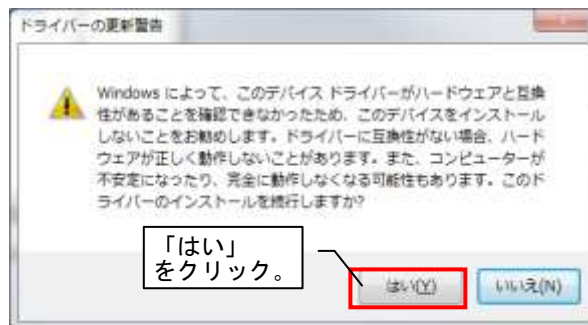 ドライバーの更新警告
Windows によって、このデバイス ドライバーがハードウェアと互換
性があることを確認できなかったため、このデバイスをインストール
しないことをお勧めします。ドライバーに互換性がない場合、ハード
ウェアが正しく動作しないことがあります。また、コンピューターが
不安定になったり、完全に動作しなくなる可能性もあります。このド
ライバーのインストールを続行しますか?
「はい」
をクリック。
はい(Y)
いいえ(N)